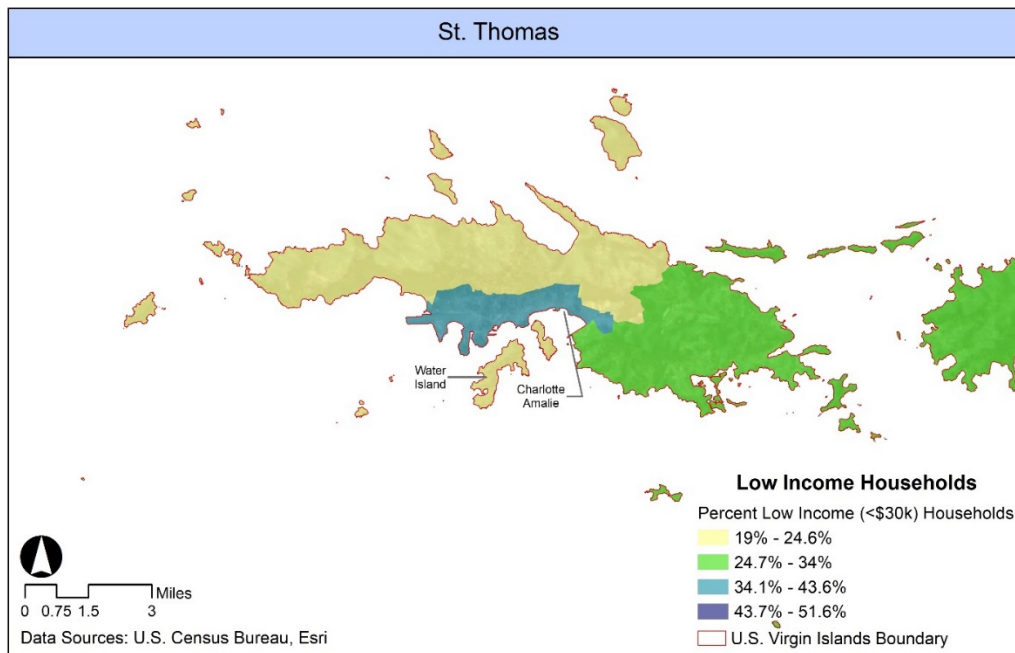 St. Thomas
Water
Island
Charlotte
Amalie
Low Income Households
Percent Low Income (<$30k) Households
19% - 24.6%
24.7% - 34%
34.1% - 43.6%
43.7% - 51.6%
U.S. Virgin Islands Boundary
Miles
0 0.75 1.5 3
Data Sources: U.S. Census Bureau, Esri